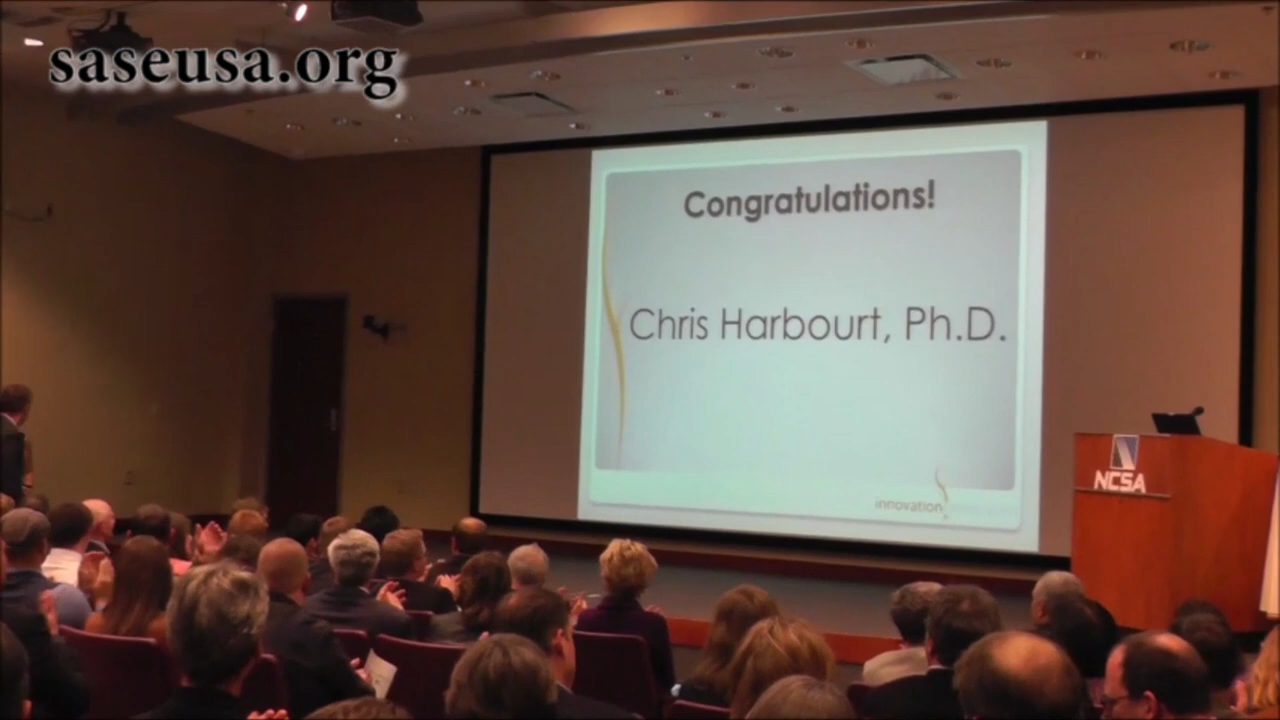 saseusa.org
Congratulations!
Chris Harbourt, Ph.D.
innovation
NCSA